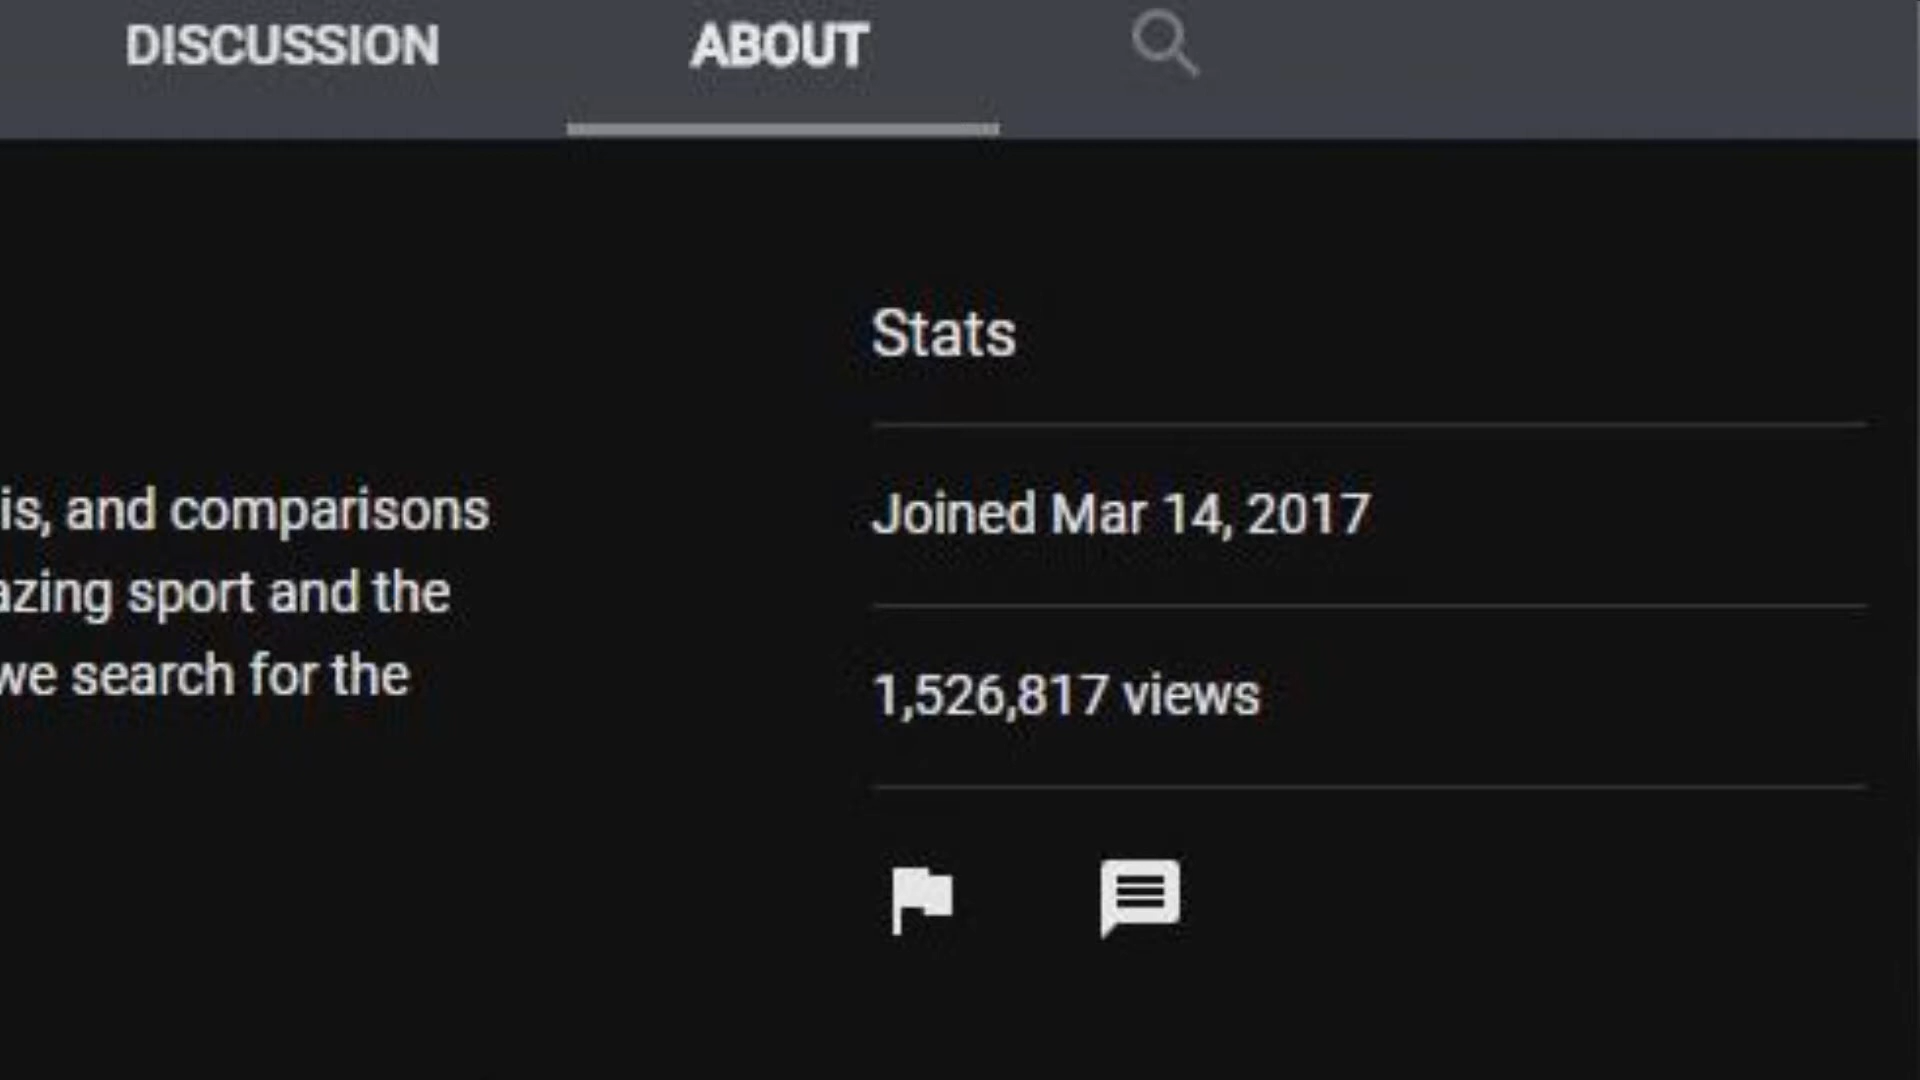 DISCUSSION ABOUT
Stats
is, and comparisons
Joined Mar 14, 2017
azing sport and the
we search for the
1,526,817 views